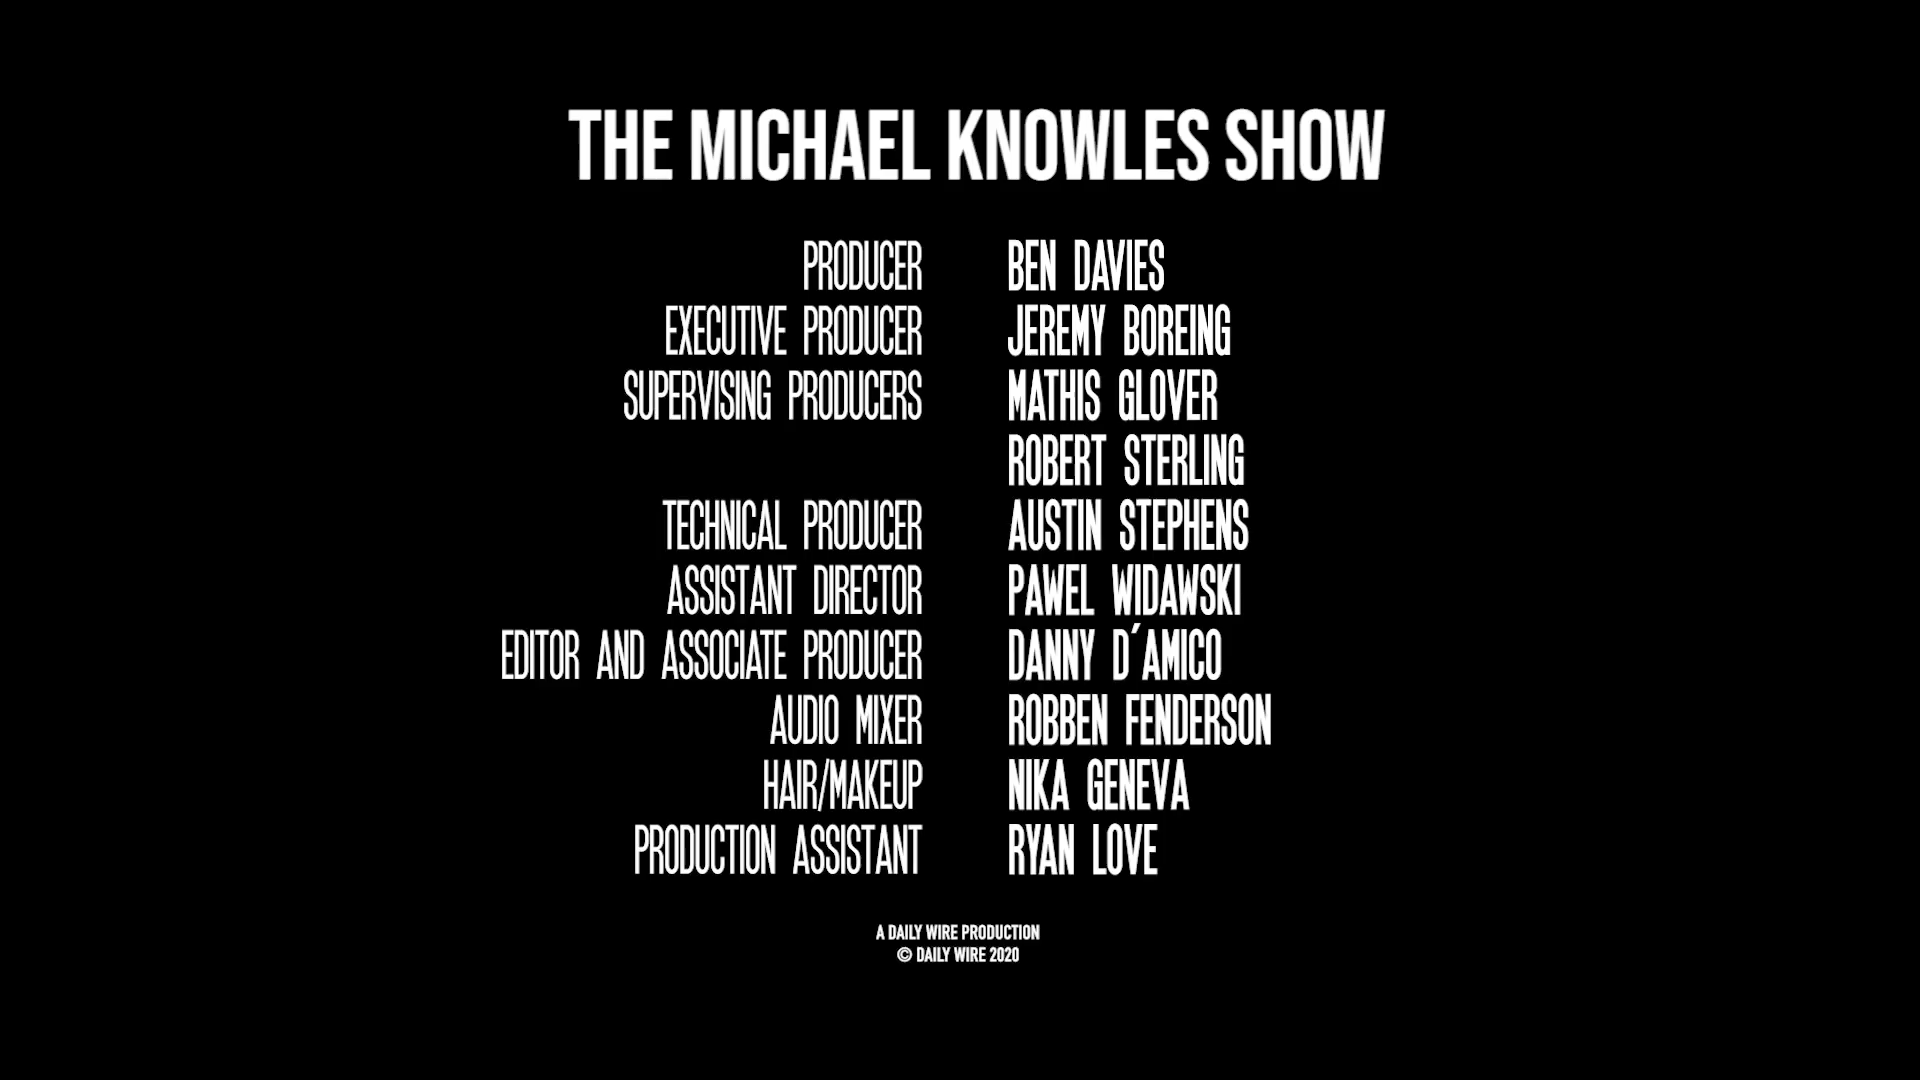 THE MICHAEL KNOWLES SHOW
PRODUCER BEN DAVIES
EXECUTIVE PRODUCER JEREMY BOREING
SUPERVISING PRODUCERS MATHIS GLOVER
ROBERT STERLING
TECHNICAL PRODUCER AUSTIN STEPHENS
ASSISTANT DIRECTOR PAWEL WIDAWSKI
EDITOR AND ASSOCIATE PRODUCER DANNY D'AMICO
AUDIO MIXER ROBBEN FENDERSON
HAIR/MAKEUP NIKA GENEVA
PRODUCTION ASSISTANT RYAN LOVE
A DAILY WIRE PRODUCTION
© DAILY WIRE 2020